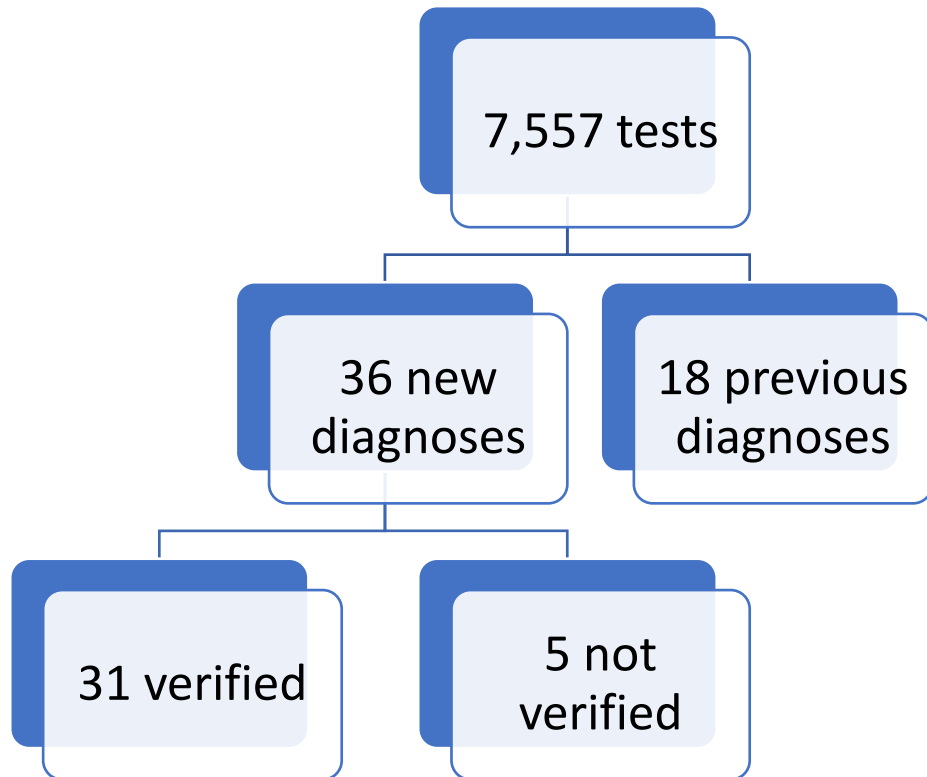 7,557 tests
36 new
diagnoses
18 previous
diagnoses
31 verified
5 not
verified